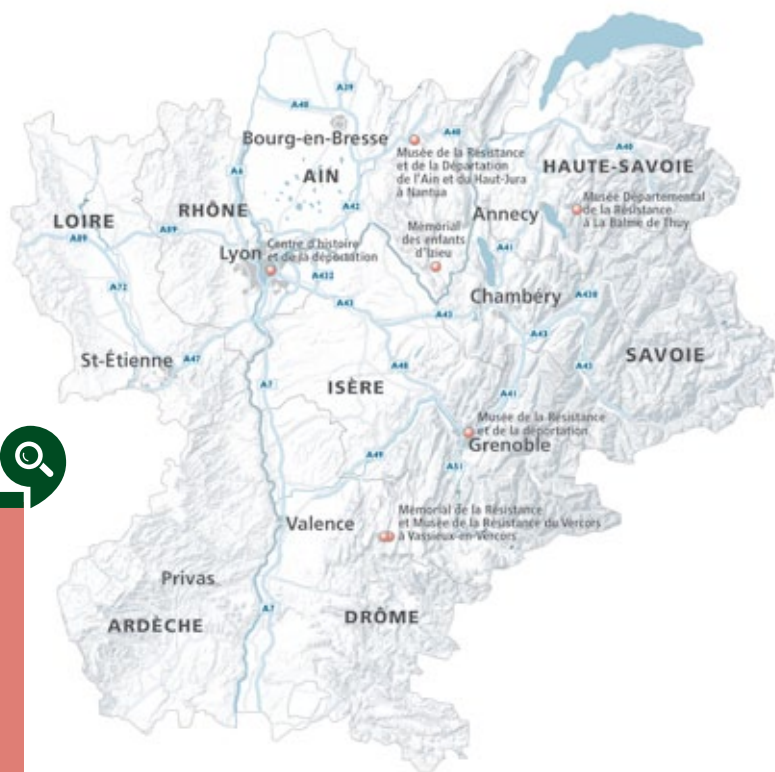 A39
A40
Bourg-en-Bresse
A40
A40
Musée de la Résistance
et de la Déportation
de l'Ain et du Haut-Jura
à Nantua
HAUTE-SAVOIE
A6
AIN
RHÔNE
Musée Départemental
de la Résistance
à La Balme de Thuy
Annecy
LOIRE
A42
Mémorial
des enfants
d'Izieu
A89
A89
Lyon
Centre d'histoire
et de la déportation
A41
A432
A72
Chambéry
A430
A43
A43
A43
St-Étienne
A47
SAVOIE
A7
A48
A43
ISÈRE
A41
Musée de la Résistance
et de la déportation
Grenoble
A49
A51
Mémorial de la Résistance
et Musée de la Résistance du Vercors
à Vassieux-en-Vercors
Valence
Privas
A7
DRÔME
ARDÈCHE